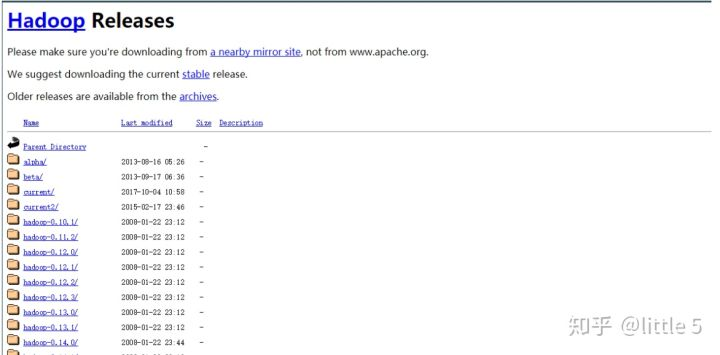 Hadoop Releases
Please make sure you're downloading from a nearby mirror site, not from www.apache.org.
We suggest downloading the current stable release.
Older releases are available from the archives.
Name Last modified Size Description
Parent Directory -
alpha/ 2013-08-16 05:26 -
beta/ 2013-09-17 06:36 -
current/ 2017-10-04 10:58 -
current2/ 2015-02-17 23:46 -
hadoop-0.10.1/ 2008-01-22 23:12 -
hadoop-0.11.2/ 2008-01-22 23:12 -
hadoop-0.12.0/ 2008-01-22 23:12 -
hadoop-0.12.1/ 2008-01-22 23:12 -
hadoop-0.12.2/ 2008-01-22 23:12 -
hadoop-0.12.3/ 2008-01-22 23:12 -
hadoop-0.13.0/ 2008-01-22 23:12 -
hadoop-0.13.1/ 2008-01-22 23:12 -
hadoop-0.14.0/ 2008-01-22 23:44 -
知乎 @little 5